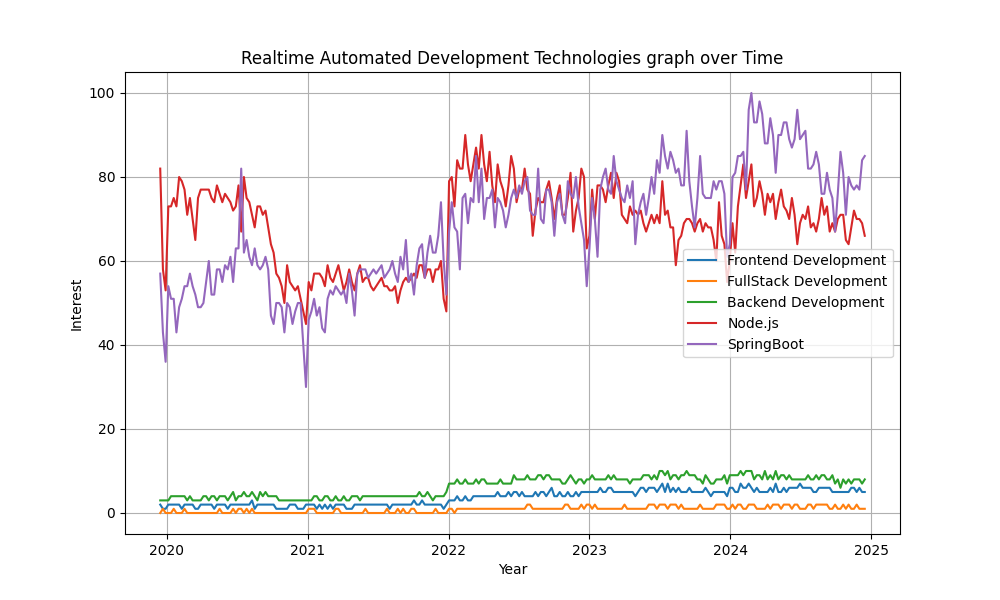 Realtime Automated Development Technologies graph over Time
Interest
100
80
60
40
20
0
Frontend Development
FullStack Development
Backend Development
Node.js
SpringBoot
2020 2021 2022 2023 2024 2025
Year